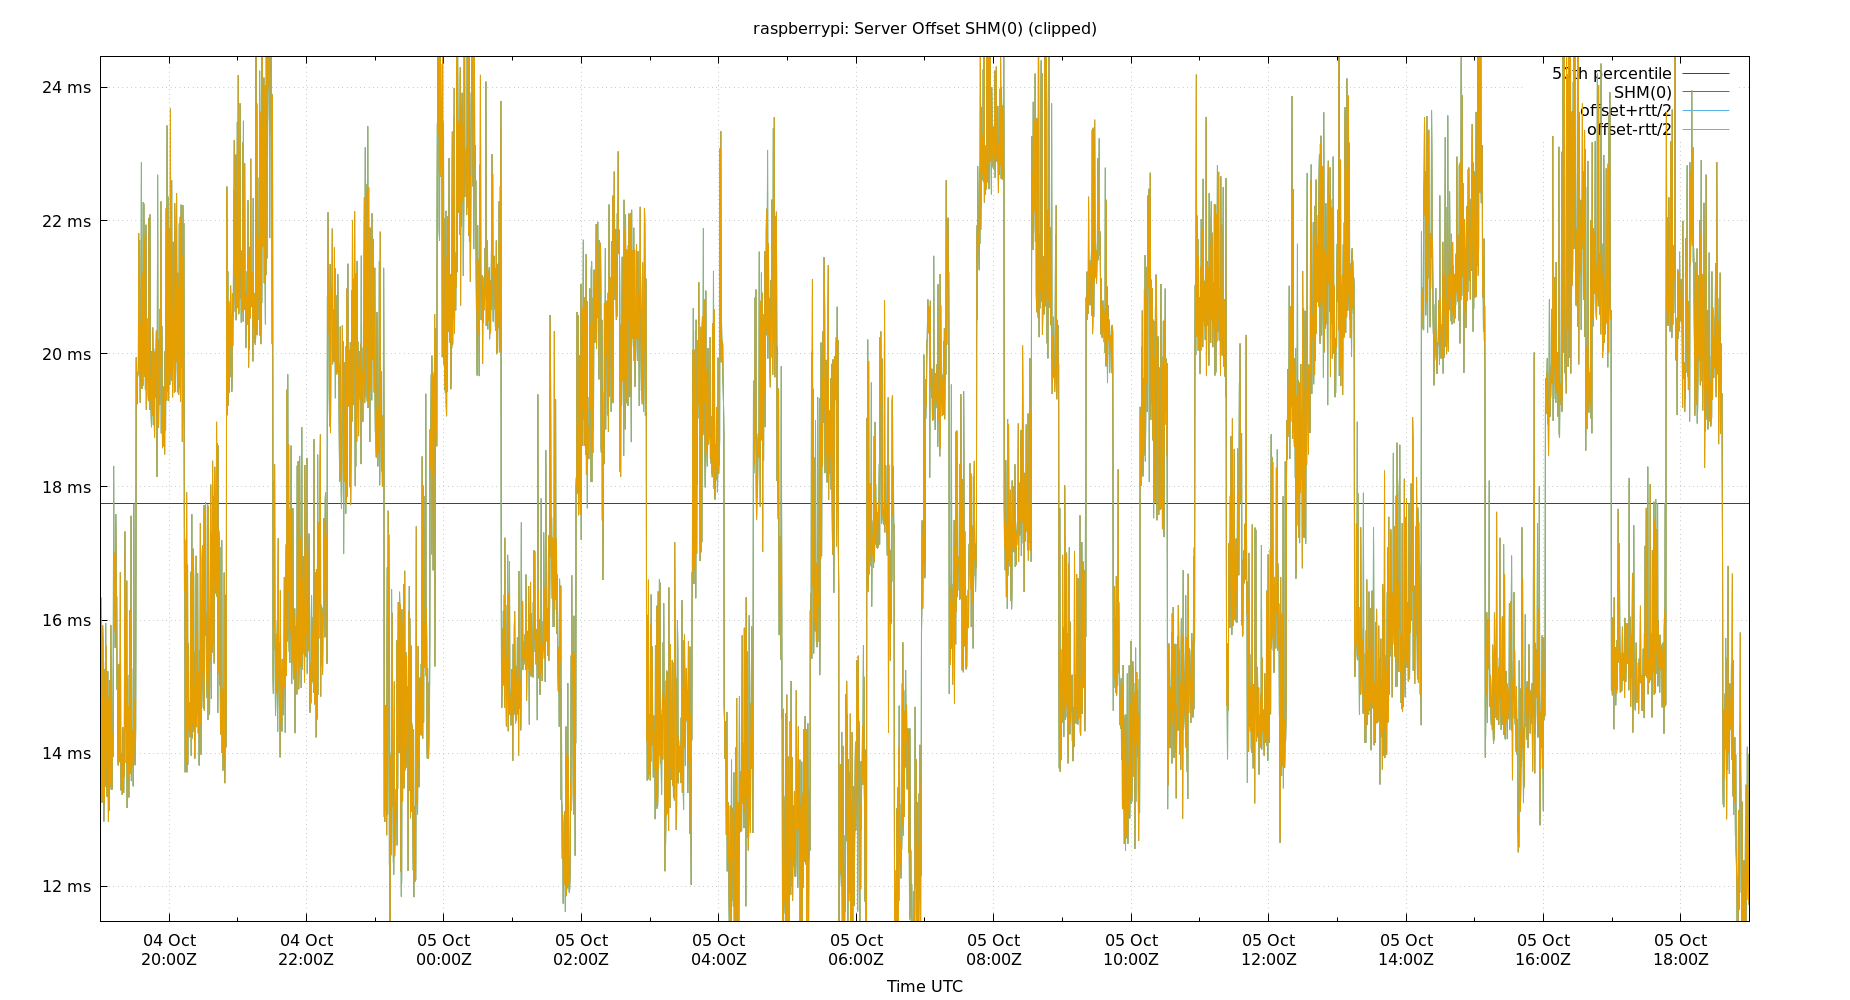 raspberrypi: Server Offset SHM(0) (clipped)
50th percentile
SHM(0)
offset+rtt/2
offset-rtt/2
24 ms
22 ms
20 ms
18 ms
16 ms
14 ms
12 ms
04 Oct 04 Oct 05 Oct 05 Oct 05 Oct 05 Oct 05 Oct 05 Oct 05 Oct 05 Oct 05 Oct 05 Oct
20:00Z 22:00Z 00:00Z 02:00Z 04:00Z 06:00Z 08:00Z 10:00Z 12:00Z 14:00Z 16:00Z 18:00Z
Time UTC